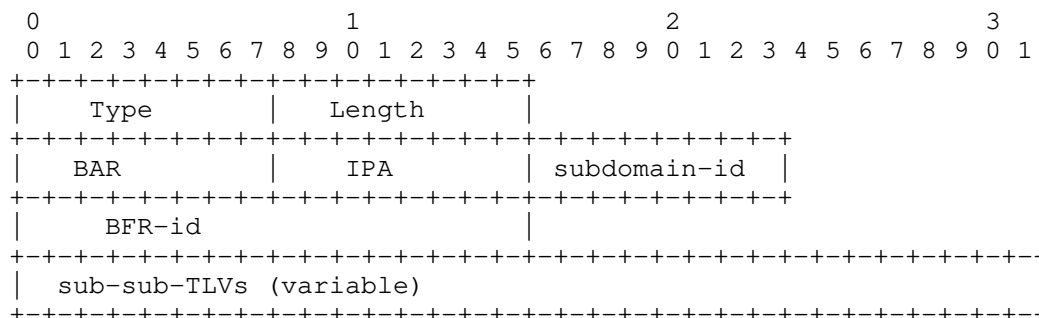 0                   1                   2                   3
 0 1 2 3 4 5 6 7 8 9 0 1 2 3 4 5 6 7 8 9 0 1 2 3 4 5 6 7 8 9 0 1
+-+-+-+-+-+-+-+-+-+-+-+-+-+-+-+-+
|    Type       |   Length      |
+-+-+-+-+-+-+-+-+-+-+-+-+-+-+-+-+-+-+-+-+-+-+-+-+
|   BAR         |    IPA        | subdomain-id  |
+-+-+-+-+-+-+-+-+-+-+-+-+-+-+-+-+-+-+-+-+-+-+-+-+
|     BFR-id                    |
+-+-+-+-+-+-+-+-+-+-+-+-+-+-+-+-+-+-+-+-+-+-+-+-+-+-+-+-+-+-+-+--
|  sub-sub-TLVs (variable)
+-+-+-+-+-+-+-+-+-+-+-+-+-+-+-+-+-+-+-+-+-+-+-+-+-+-+-+-+-+-+-+--